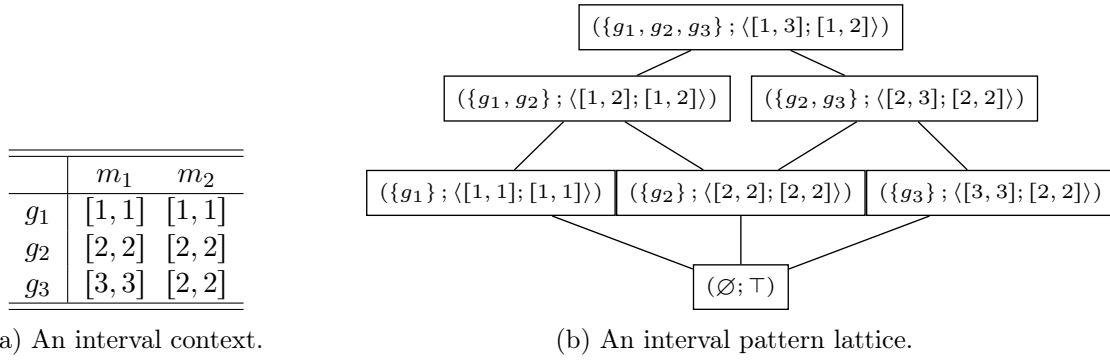 ({g₁, g₂, g₃} ; ⟨[1, 3]; [1, 2]⟩)
({g₁, g₂} ; ⟨[1, 2]; [1, 2]⟩) ({g₂, g₃} ; ⟨[2, 3]; [2, 2]⟩)
({g₁} ; ⟨[1, 1]; [1, 1]⟩) ({g₂} ; ⟨[2, 2]; [2, 2]⟩) ({g₃} ; ⟨[3, 3]; [2, 2]⟩)
(∅; ⊤)
m₁ m₂
g₁ [1, 1] [1, 1]
g₂ [2, 2] [2, 2]
g₃ [3, 3] [2, 2]
a) An interval context.
(b) An interval pattern lattice.